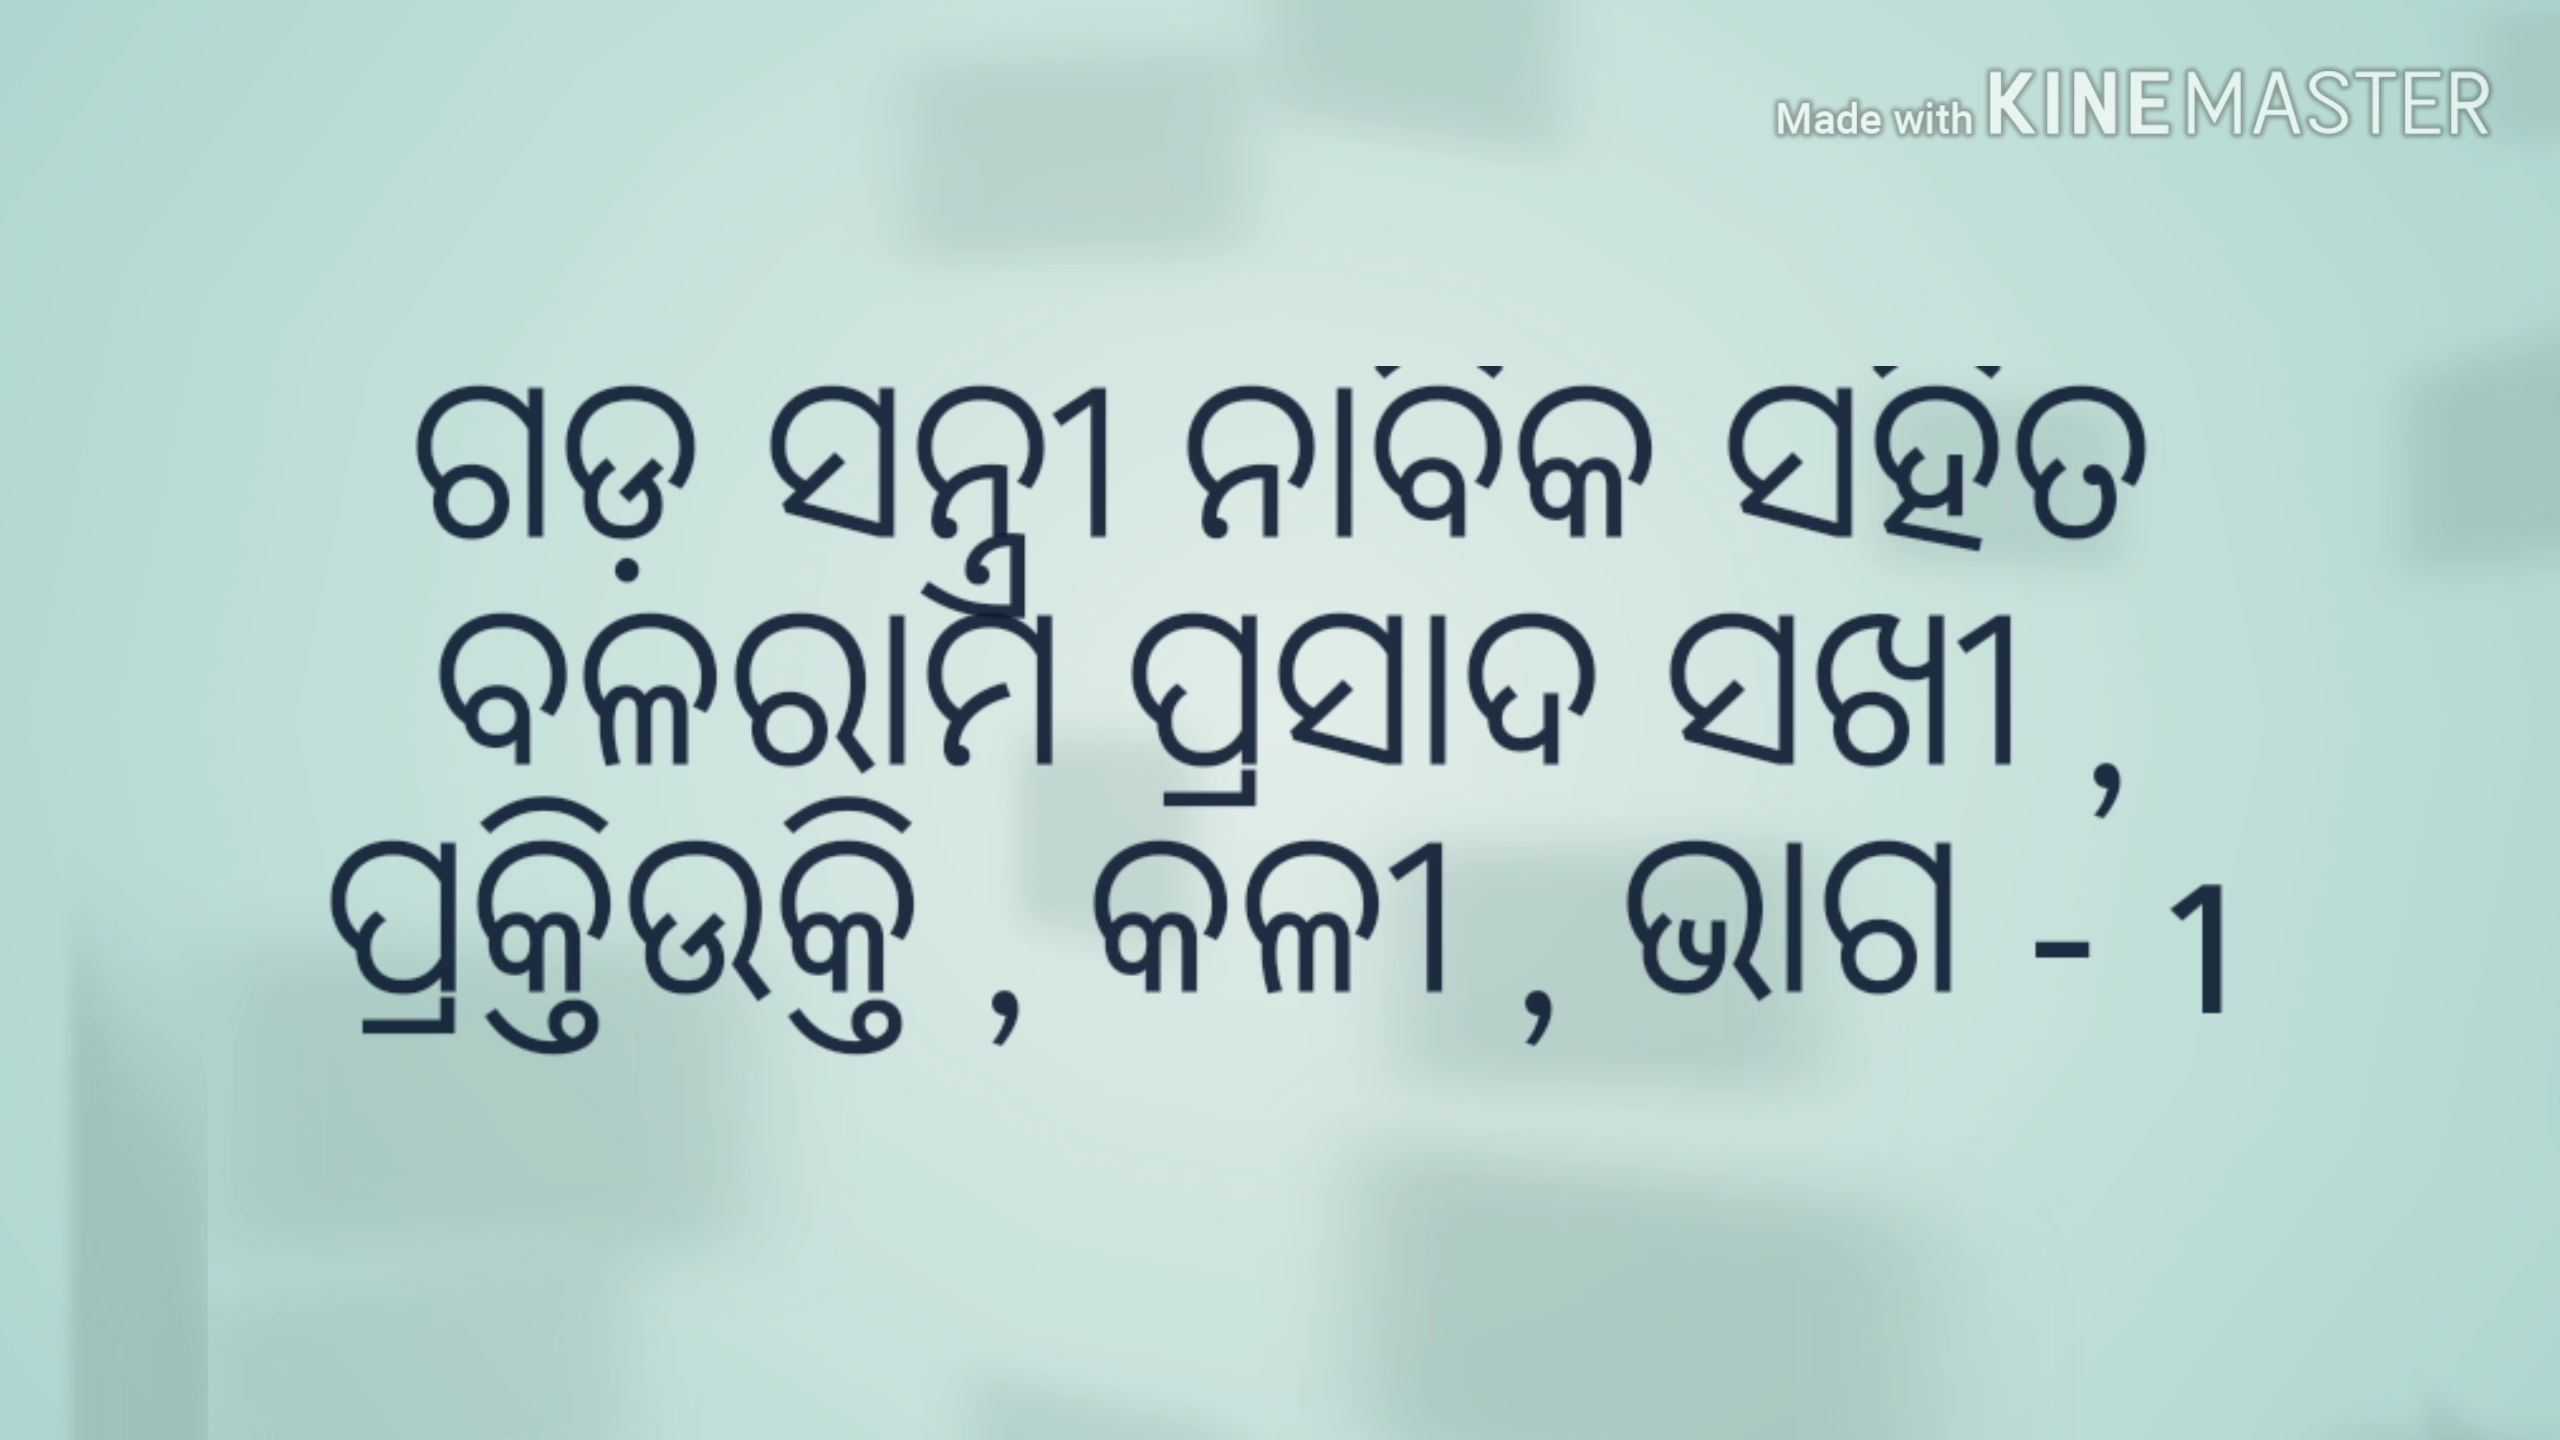 Made with KINEMASTER
ଗଡ଼ ସନ୍ତ୍ରୀ ନାବିକ ସହିତ
ବଳରାମ ପ୍ରସାଦ ସଖୀ ,
ପ୍ରକ୍ତିଉକ୍ତି , କଳୀ , ଭାଗ - 1